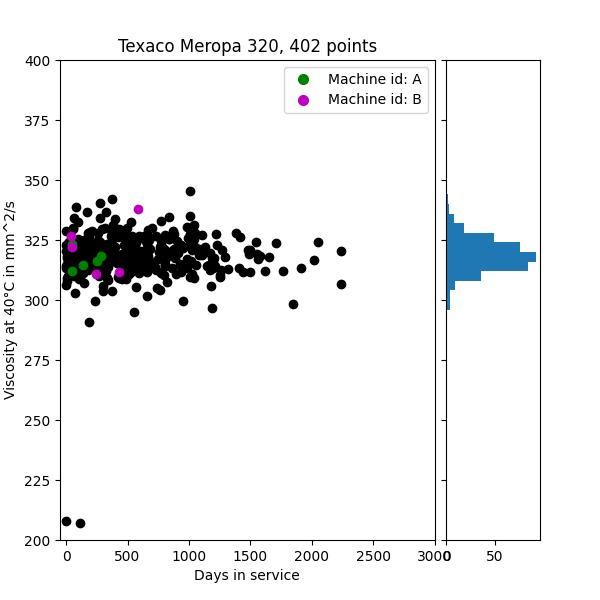 Texaco Meropa 320, 402 points
Machine id: A
Machine id: B
Viscosity at 40°C in mm^2/s
400
375
350
325
300
275
250
225
200
0 500 1000 1500 2000 2500 3000
0 50
Days in service